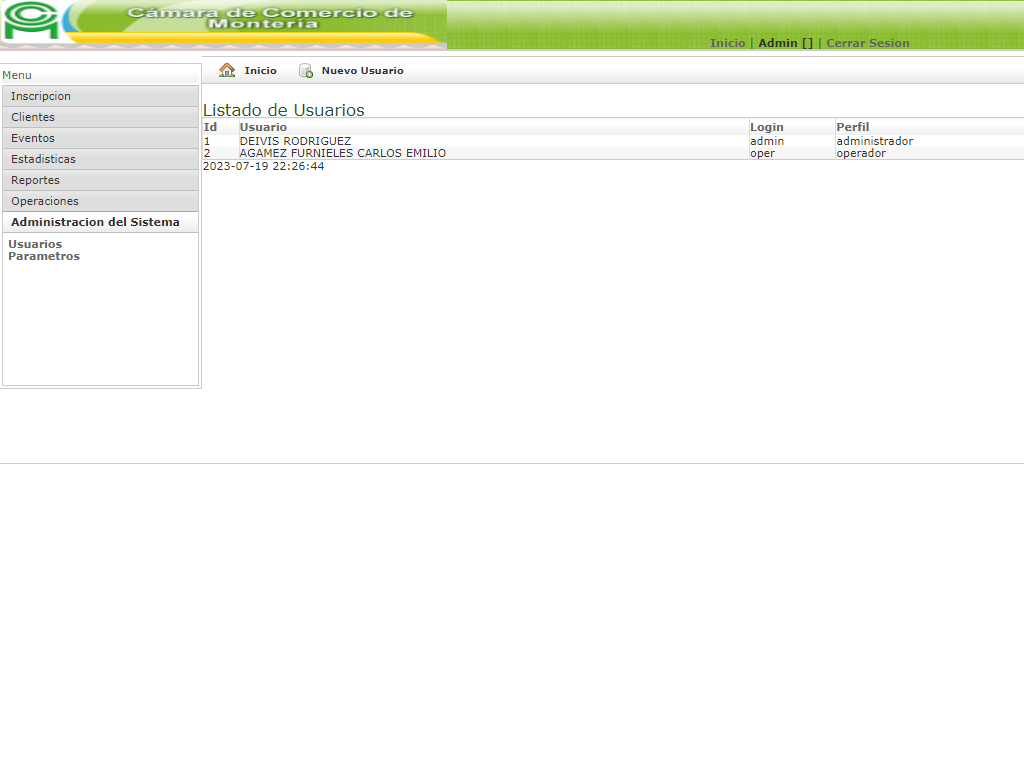 Cámara de Comercio de
Montería
Inicio | Admin [] | Cerrar Sesion
Menu
Inscripcion
Clientes
Eventos
Estadisticas
Reportes
Operaciones
Administracion del Sistema
Usuarios
Parametros
Inicio Nuevo Usuario
Listado de Usuarios
Id Usuario Login Perfil
1 DEIVIS RODRIGUEZ admin administrador
2 AGAMEZ FURNIELES CARLOS EMILIO oper operador
2023-07-19 22:26:44